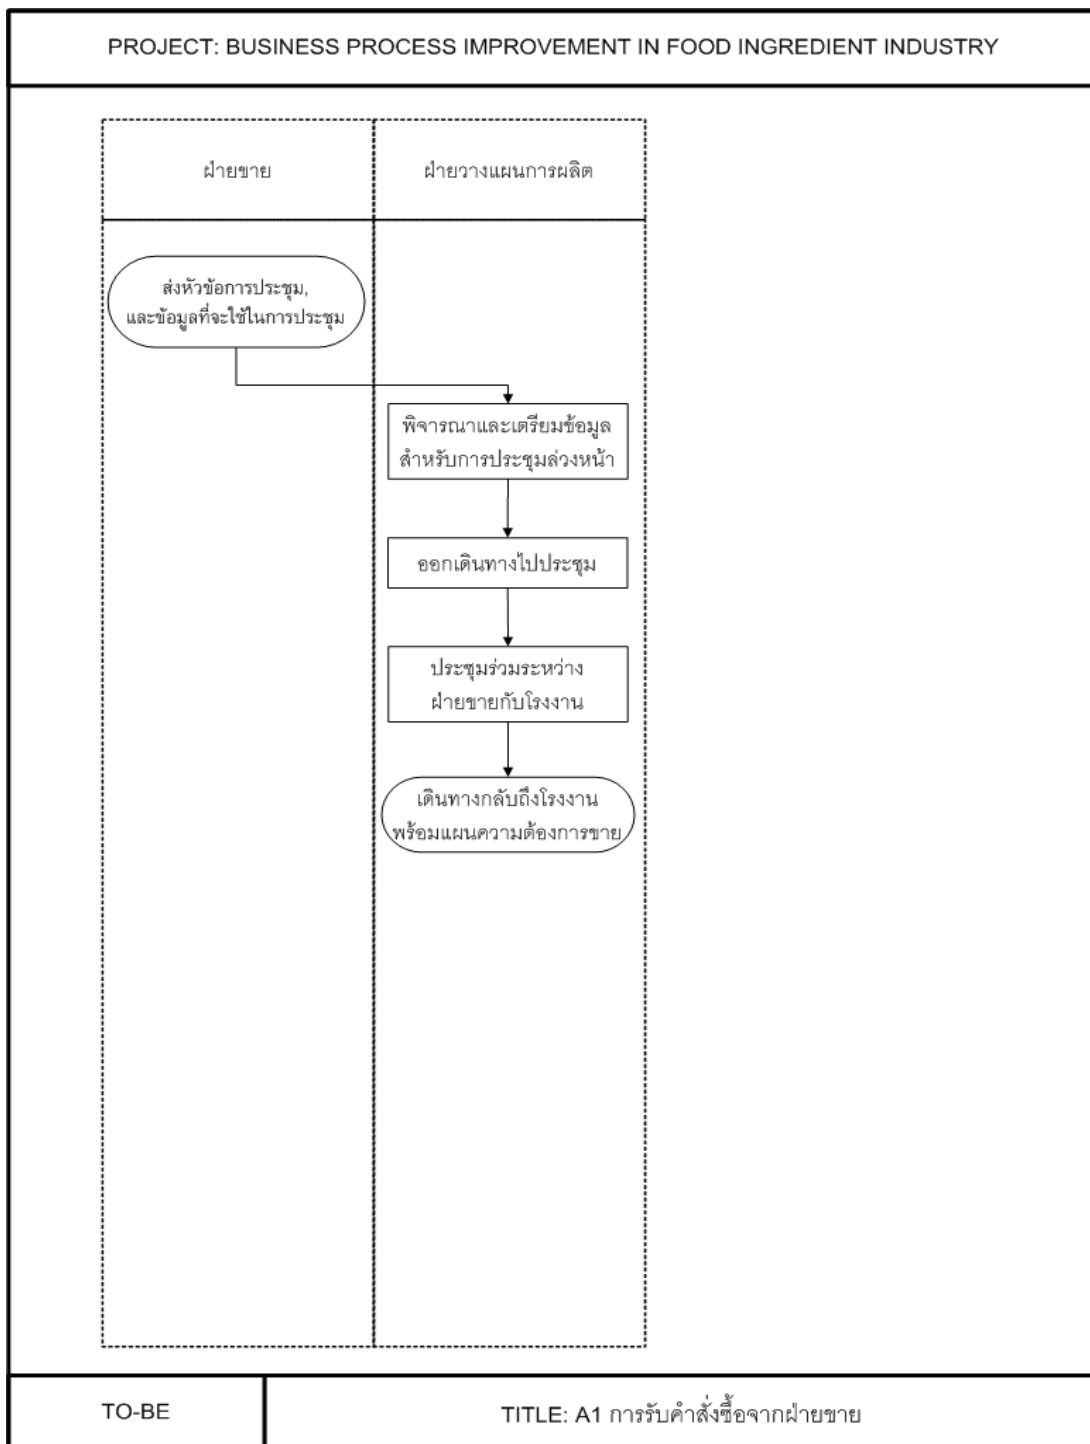 PROJECT: BUSINESS PROCESS IMPROVEMENT IN FOOD INGREDIENT INDUSTRY
ฝ่ายขาย
ฝ่ายวางแผนการผลิต
ส่งหัวข้อการประชุม,
และข้อมูลที่จะใช้ในการประชุม
พิจารณาและเตรียมข้อมูล
สำหรับการประชุมล่วงหน้า
ออกเดินทางไปประชุม
ประชุมร่วมระหว่าง
ฝ่ายขายกับโรงงาน
เดินทางกลับถึงโรงงาน
พร้อมแผนความต้องการขาย
TO-BE
TITLE: A1 การรับคำสั่งซื้อจากฝ่ายขาย